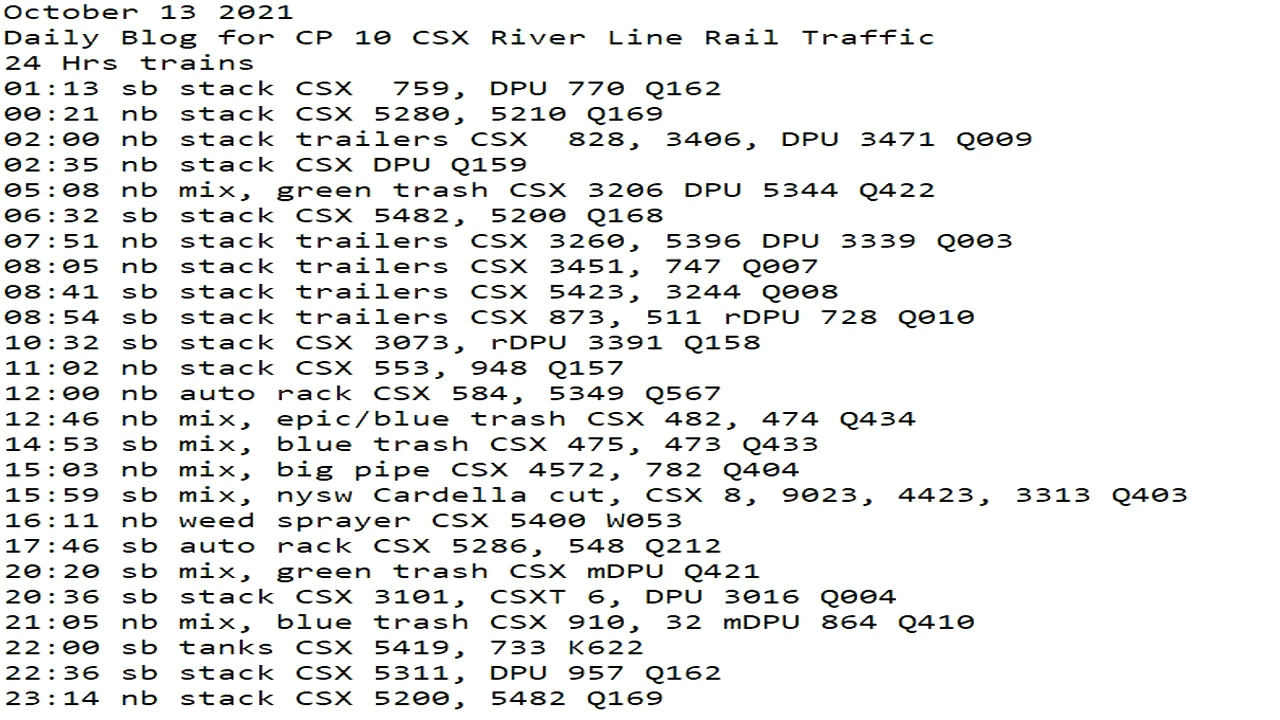 October 13 2021
Daily Blog for CP 10 CSX River Line Rail Traffic
24 Hrs trains
01:13 sb stack CSX  759, DPU 770 Q162
00:21 nb stack CSX 5280, 5210 Q169
02:00 nb stack trailers CSX  828, 3406, DPU 3471 Q009
02:35 nb stack CSX DPU Q159
05:08 nb mix, green trash CSX 3206 DPU 5344 Q422
06:32 sb stack CSX 5482, 5200 Q168
07:51 nb stack trailers CSX 3260, 5396 DPU 3339 Q003
08:05 nb stack trailers CSX 3451, 747 Q007
08:41 sb stack trailers CSX 5423, 3244 Q008
08:54 sb stack trailers CSX 873, 511 rDPU 728 Q010
10:32 sb stack CSX 3073, rDPU 3391 Q158
11:02 nb stack CSX 553, 948 Q157
12:00 nb auto rack CSX 584, 5349 Q567
12:46 nb mix, epic/blue trash CSX 482, 474 Q434
14:53 sb mix, blue trash CSX 475, 473 Q433
15:03 nb mix, big pipe CSX 4572, 782 Q404
15:59 sb mix, nysw Cardella cut, CSX 8, 9023, 4423, 3313 Q403
16:11 nb weed sprayer CSX 5400 W053
17:46 sb auto rack CSX 5286, 548 Q212
20:20 sb mix, green trash CSX mDPU Q421
20:36 sb stack CSX 3101, CSXT 6, DPU 3016 Q004
21:05 nb mix, blue trash CSX 910, 32 mDPU 864 Q410
22:00 sb tanks CSX 5419, 733 K622
22:36 sb stack CSX 5311, DPU 957 Q162
23:14 nb stack CSX 5200, 5482 Q169